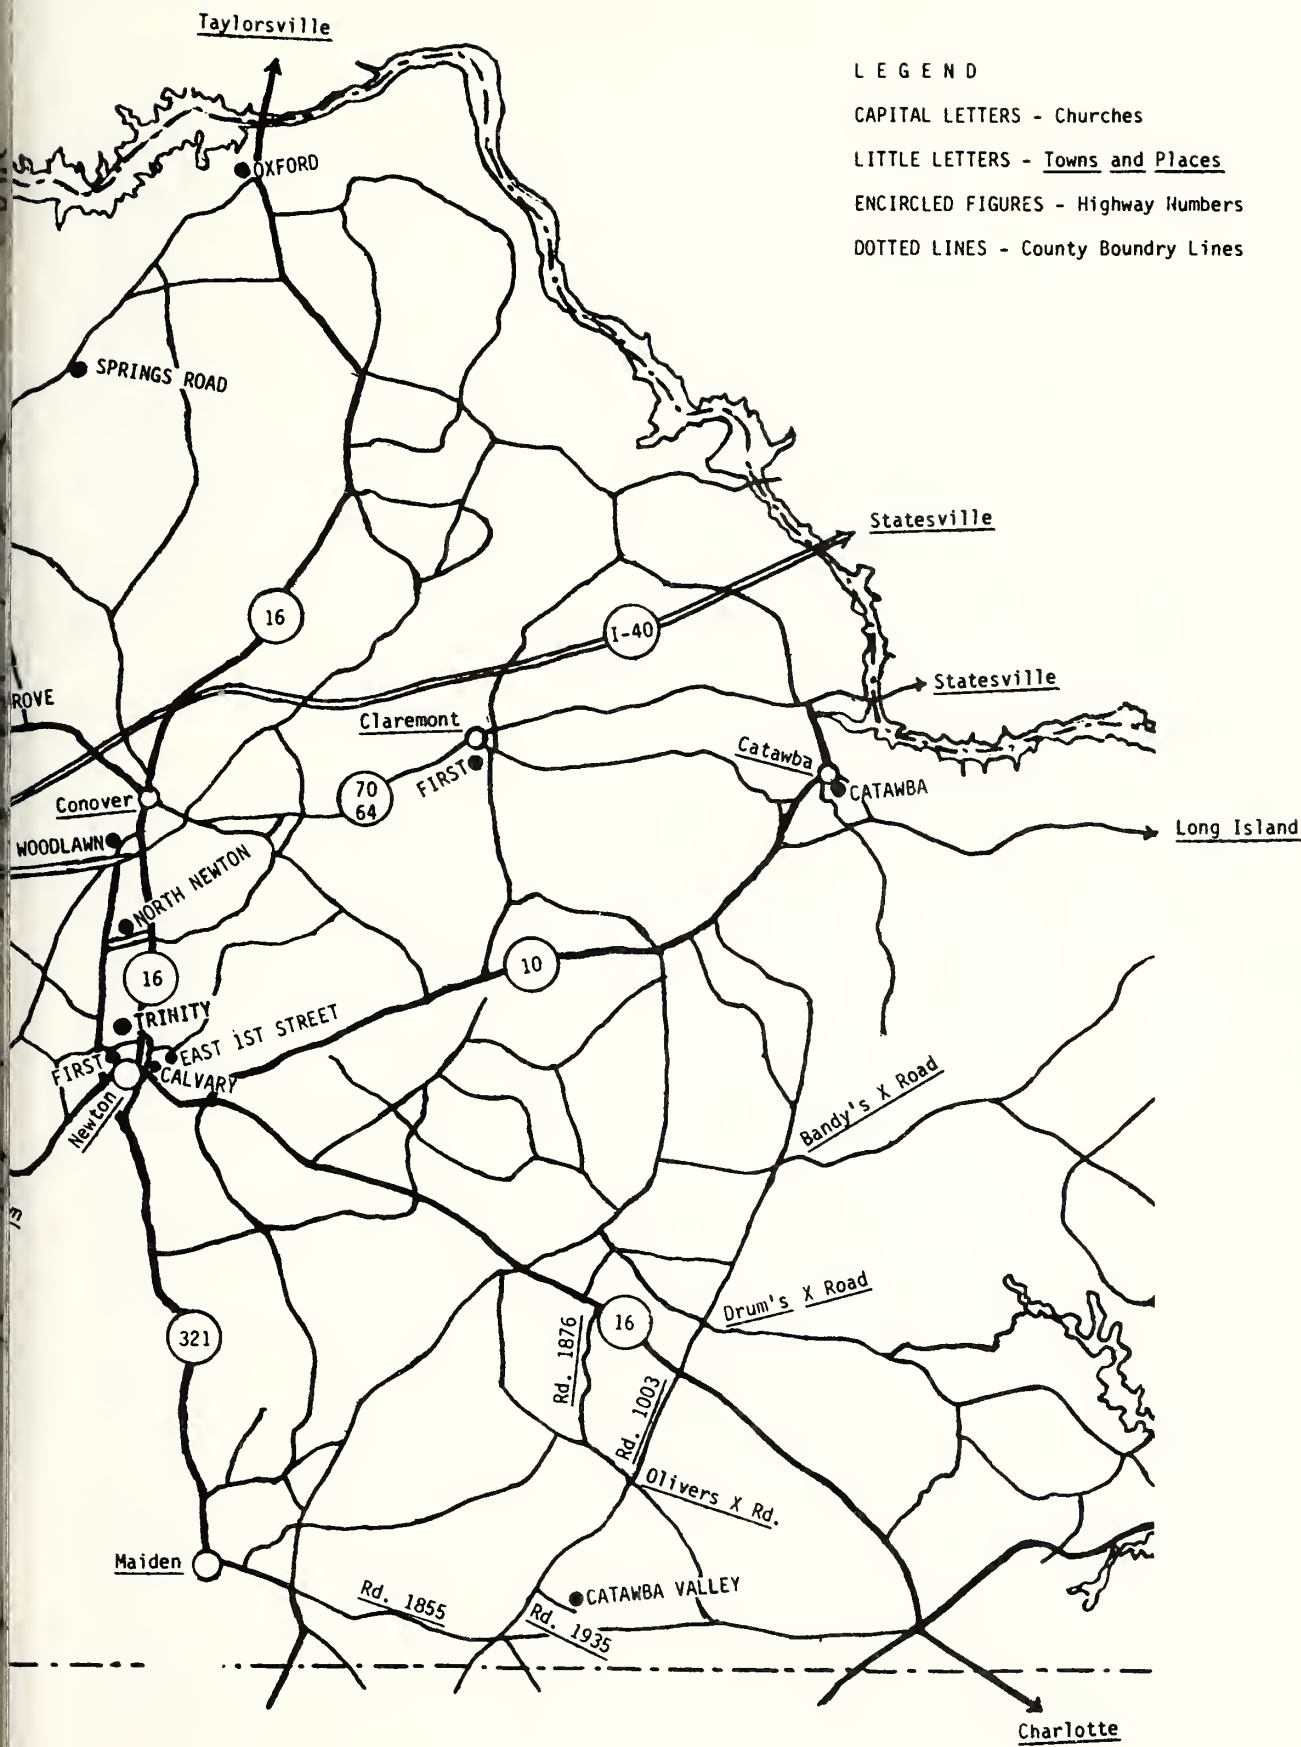 Taylorsville
L E G E N D
CAPITAL LETTERS - Churches
LITTLE LETTERS - Towns and Places
ENCIRCLED FIGURES - Highway Numbers
DOTTED LINES - County Boundry Lines
OXFORD
SPRINGS ROAD
Statesville
16
I-40
ROVE
Statesville
Claremont
Catawba
FIRST
70
64
CATAWBA
Conover
Long Island
WOODLAWN
NORTH NEWTON
10
16
TRINITY
EAST 1ST STREET
FIRST
CALVARY
Newton
Bandy's X Road
Drum's X Road
16
Rd. 1876
321
Rd. 1003
Olivers X Rd.
Maiden
CATAWBA VALLEY
Rd. 1855
Rd. 1935
Charlotte